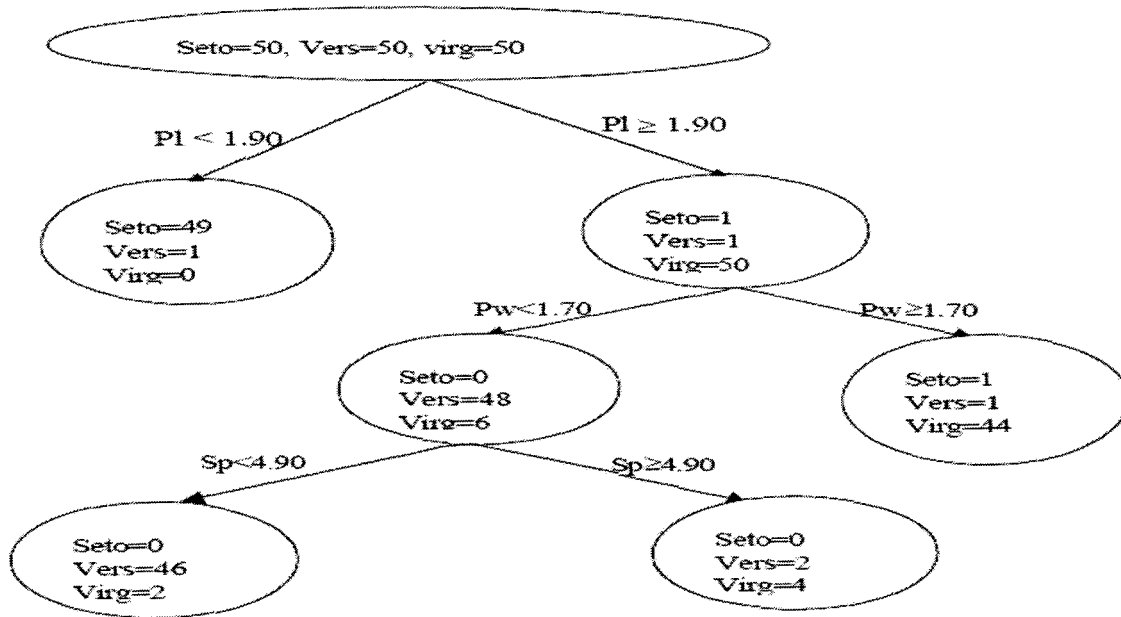 Seto=50, Vers=50, virg=50
Pl < 1.90
Pl ≥ 1.90
Seto=49
Vers=1
Virg=0
Seto=1
Vers=1
Virg=50
Pw<1.70
Pw≥1.70
Seto=0
Vers=48
Virg=6
Seto=1
Vers=1
Virg=44
Sp<4.90
Sp≥4.90
Seto=0
Vers=46
Virg=2
Seto=0
Vers=2
Virg=4